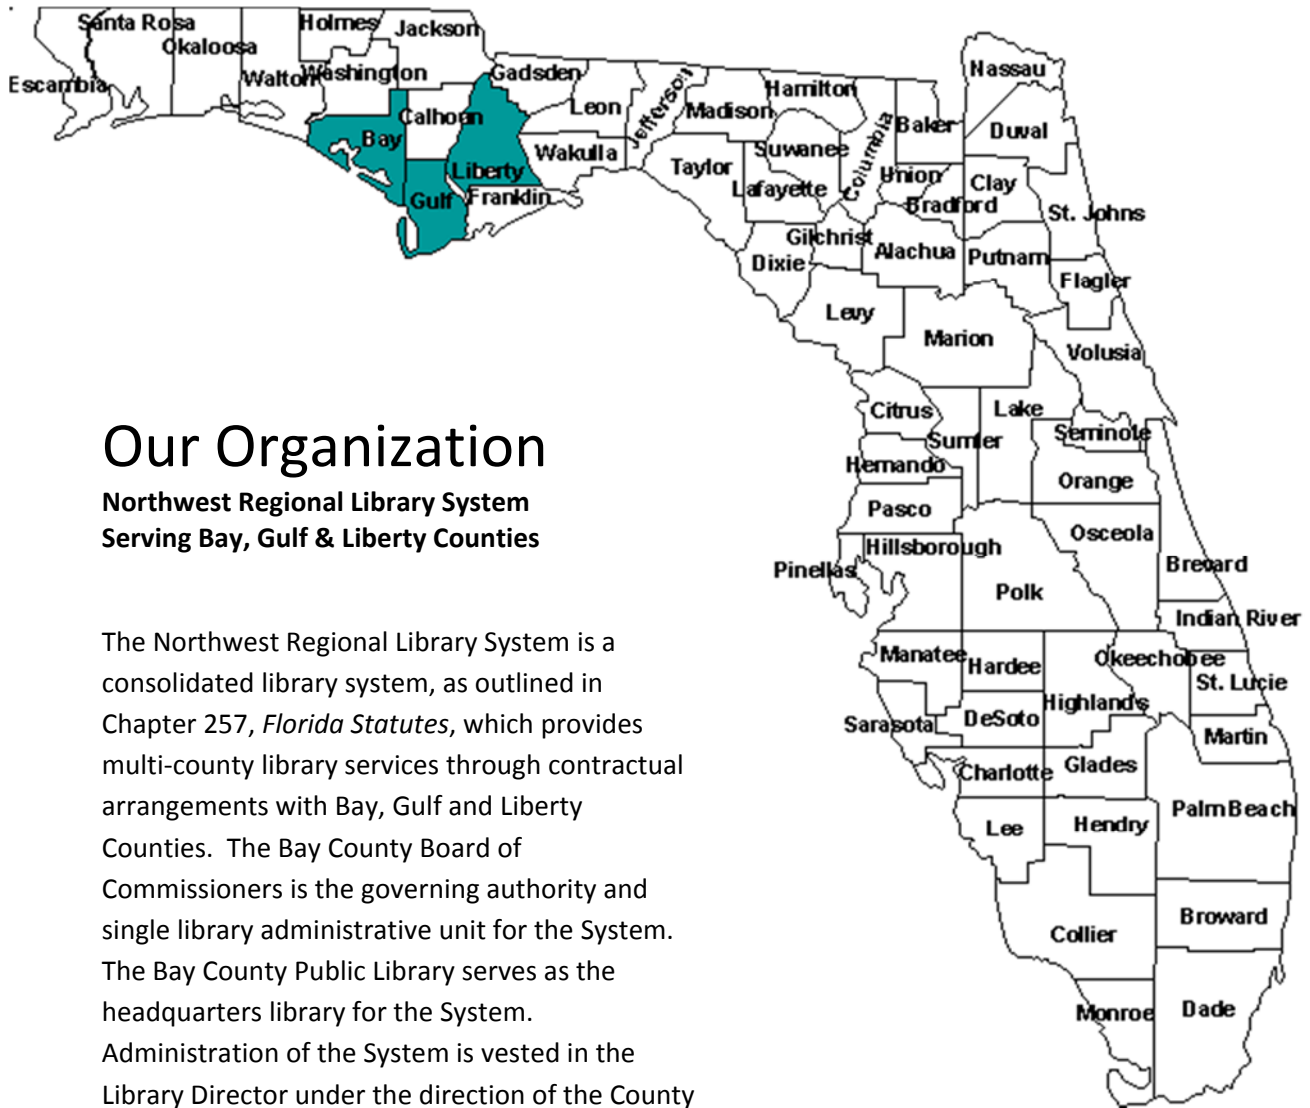 Santa Rosa
Holmes
Jackson
Okaloosa
Escambia
Walton
Washington
Gadsden
Leon
Jefferson
Madison
Hamilton
Nassau
Calhoun
Bay
Liberty
Wakulla
Gulf
Franklin
Taylor
Suwanee
Lafayette
Columbia
Baker
Duval
Union
Clay
Bradford
St. Johns
Gilchrist
Dixie
Alachua
Putnam
Flagler
Levy
Marion
Volusia
Citrus
Lake
Sumter
Seminole
Hernando
Orange
Pasco
Osceola
Hillsborough
Pinellas
Polk
Brevard
Indian River
Manatee
Hardee
Okeechobee
St. Lucie
Highlands
Sarasota
DeSoto
Martin
Charlotte
Glades
Palm Beach
Lee
Hendry
Broward
Collier
Monroe
Dade
Our Organization
Northwest Regional Library System
Serving Bay, Gulf & Liberty Counties
The Northwest Regional Library System is a
consolidated library system, as outlined in
Chapter 257, Florida Statutes, which provides
multi-county library services through contractual
arrangements with Bay, Gulf and Liberty
Counties.  The Bay County Board of
Commissioners is the governing authority and
single library administrative unit for the System.
The Bay County Public Library serves as the
headquarters library for the System.
Administration of the System is vested in the
Library Director under the direction of the County